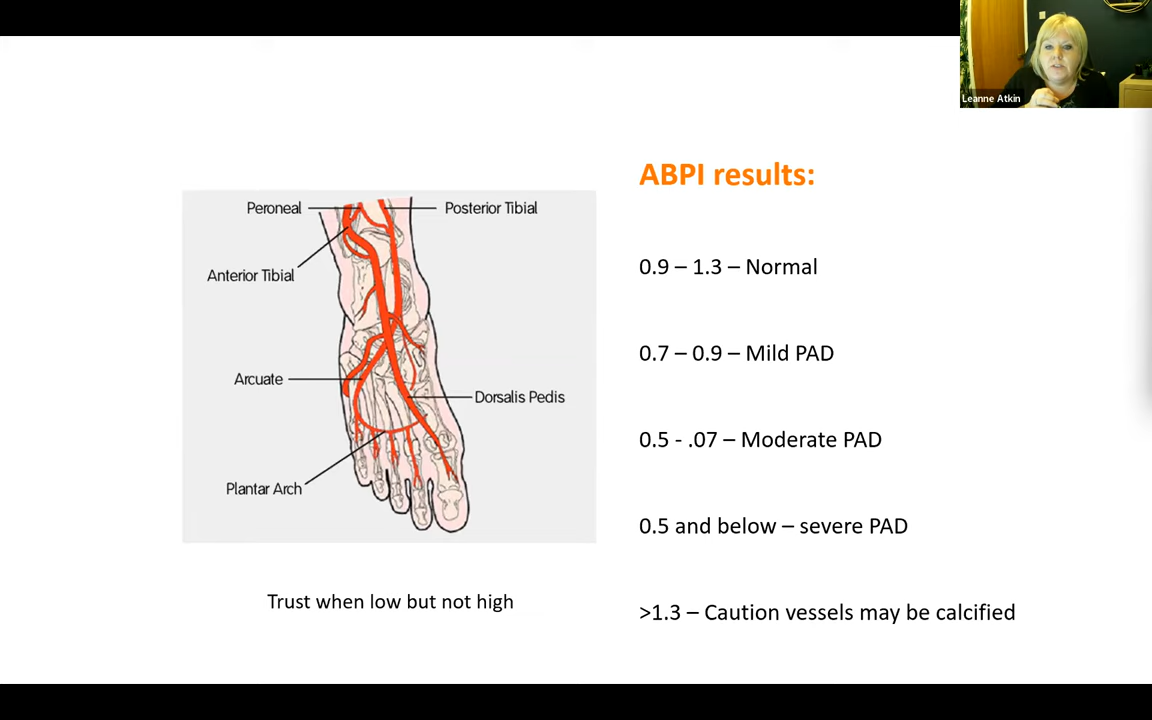 Leanne Atkin
ABPI results:
Peroneal
Posterior Tibial
Anterior Tibial
Arcuate
Dorsalis Pedis
Plantar Arch
Trust when low but not high
0.9 – 1.3 – Normal
0.7 – 0.9 – Mild PAD
0.5 - .07 – Moderate PAD
0.5 and below – severe PAD
>1.3 – Caution vessels may be calcified